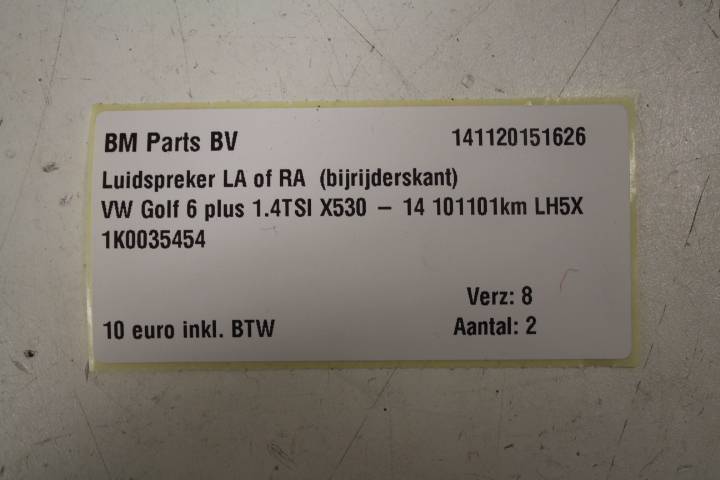 BM Parts BV 141120151626
Luidspreker LA of RA (bijrijderskant)
VW Golf 6 plus 1.4TSI X530 – 14 101101km LH5X
1K0035454
Verz: 8
10 euro inkl. BTW Aantal: 2